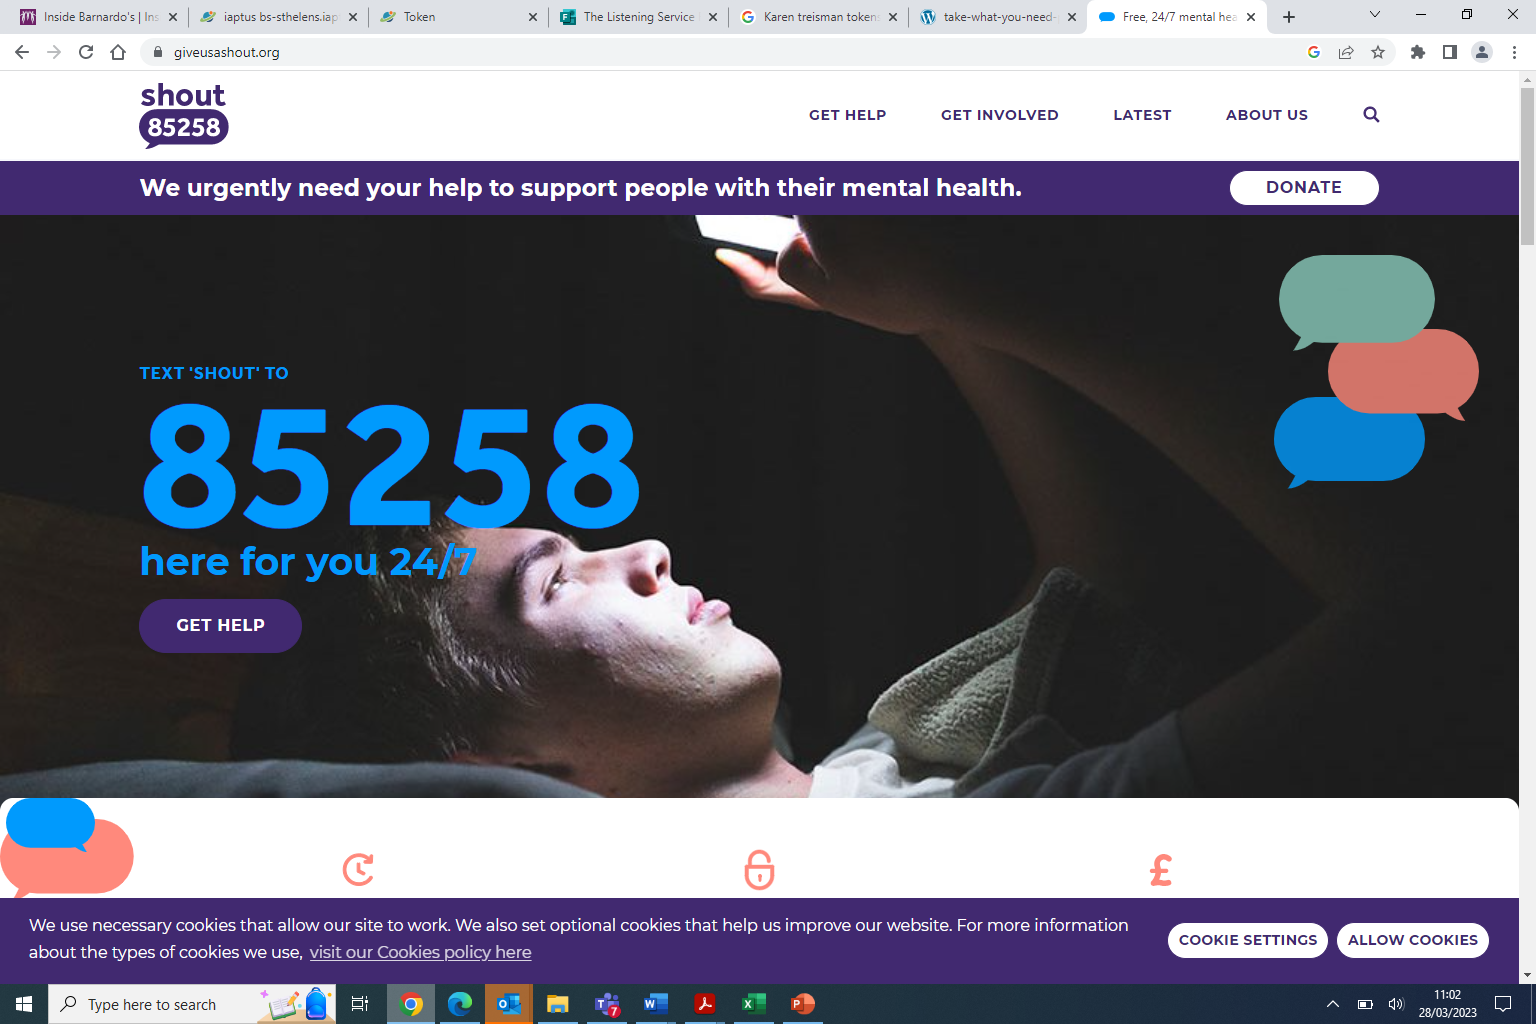 Inside Barnardo's | Ins
iaptus bs-sthelens.iap
Token
The Listening Service
Karen treisman token
take-what-you-need-
Free, 24/7 mental hea
giveusashout.org
shout
85258
GET HELP
GET INVOLVED
LATEST
ABOUT US
We urgently need your help to support people with their mental health.
DONATE
TEXT 'SHOUT' TO
85258
here for you 24/7
GET HELP
£
We use necessary cookies that allow our site to work. We also set optional cookies that help us improve our website. For more information
about the types of cookies we use, visit our Cookies policy here
COOKIE SETTINGS
ALLOW COOKIES
Type here to search
7
11:02
28/03/2023